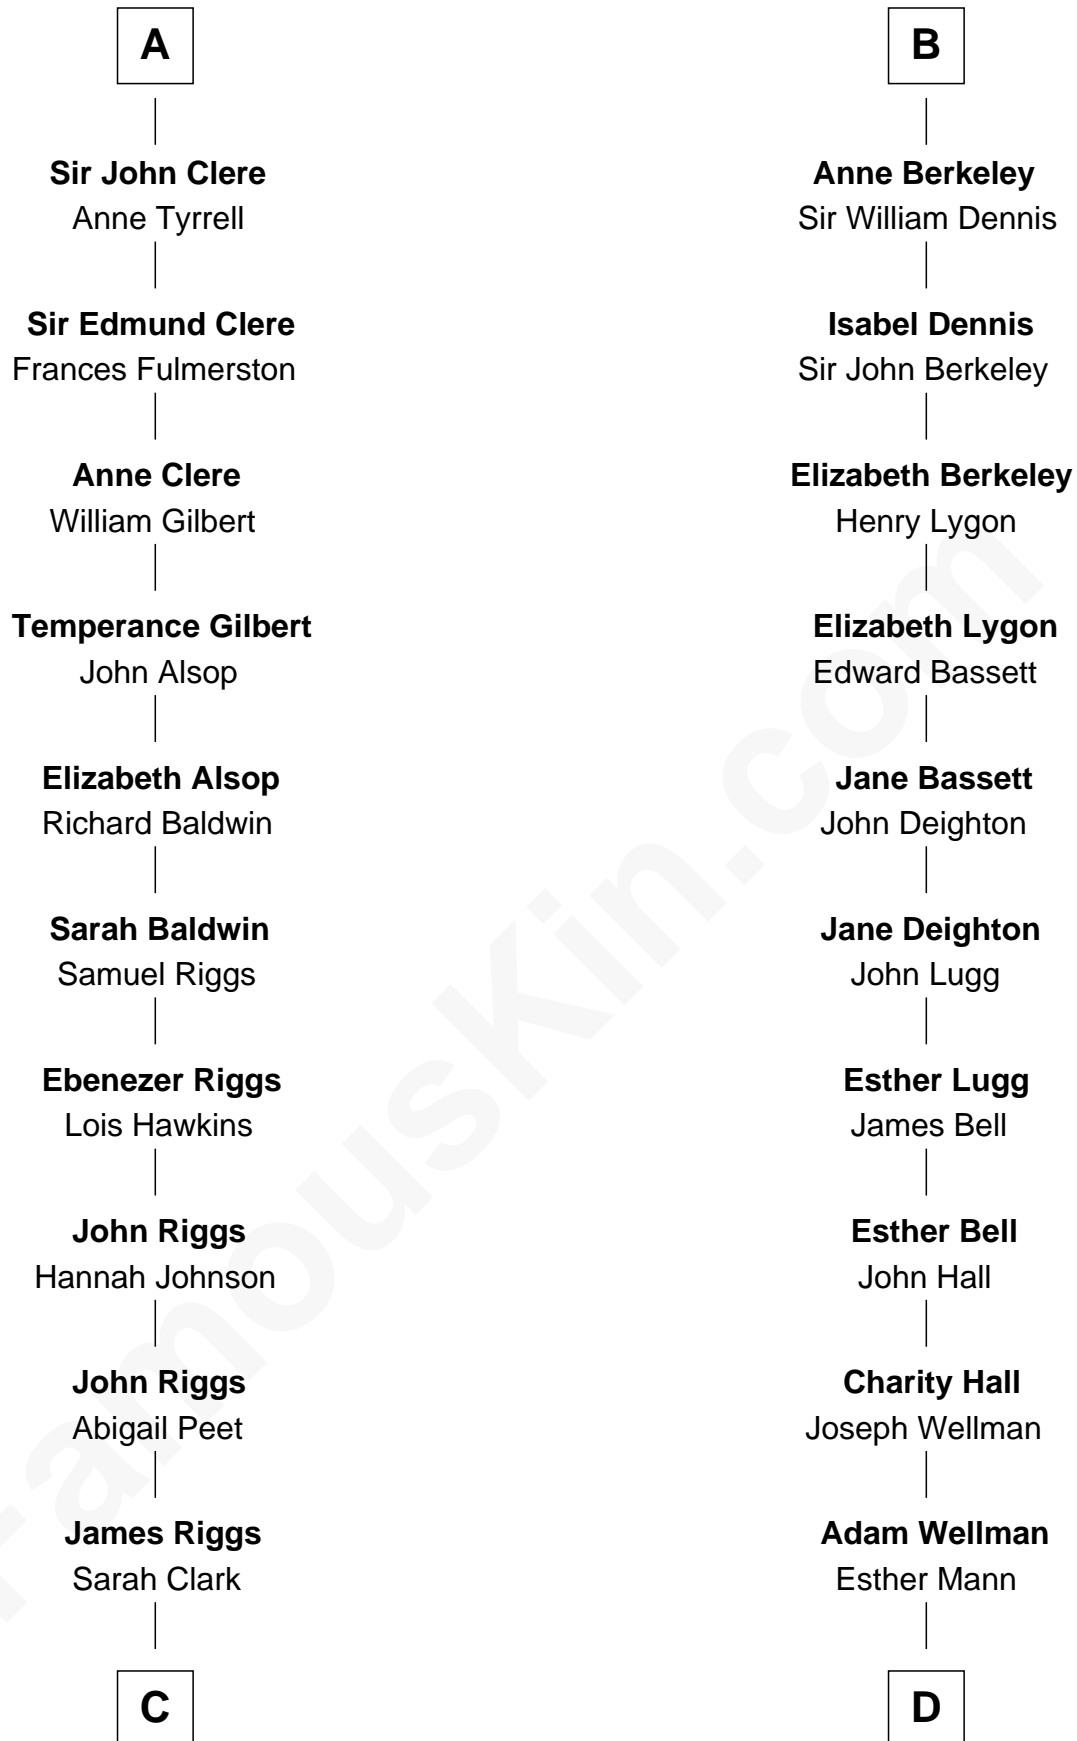 A
Sir John Clere
Anne Tyrrell
Sir Edmund Clere
Frances Fulmerston
Anne Clere
William Gilbert
Temperance Gilbert
John Alsop
Elizabeth Alsop
Richard Baldwin
Sarah Baldwin
Samuel Riggs
Ebenezer Riggs
Lois Hawkins
John Riggs
Hannah Johnson
John Riggs
Abigail Peet
James Riggs
Sarah Clark
C
B
Anne Berkeley
Sir William Dennis
Isabel Dennis
Sir John Berkeley
Elizabeth Berkeley
Henry Lygon
Elizabeth Lygon
Edward Bassett
Jane Bassett
John Deighton
Jane Deighton
John Lugg
Esther Lugg
James Bell
Esther Bell
John Hall
Charity Hall
Joseph Wellman
Adam Wellman
Esther Mann
D
FamousKin.com